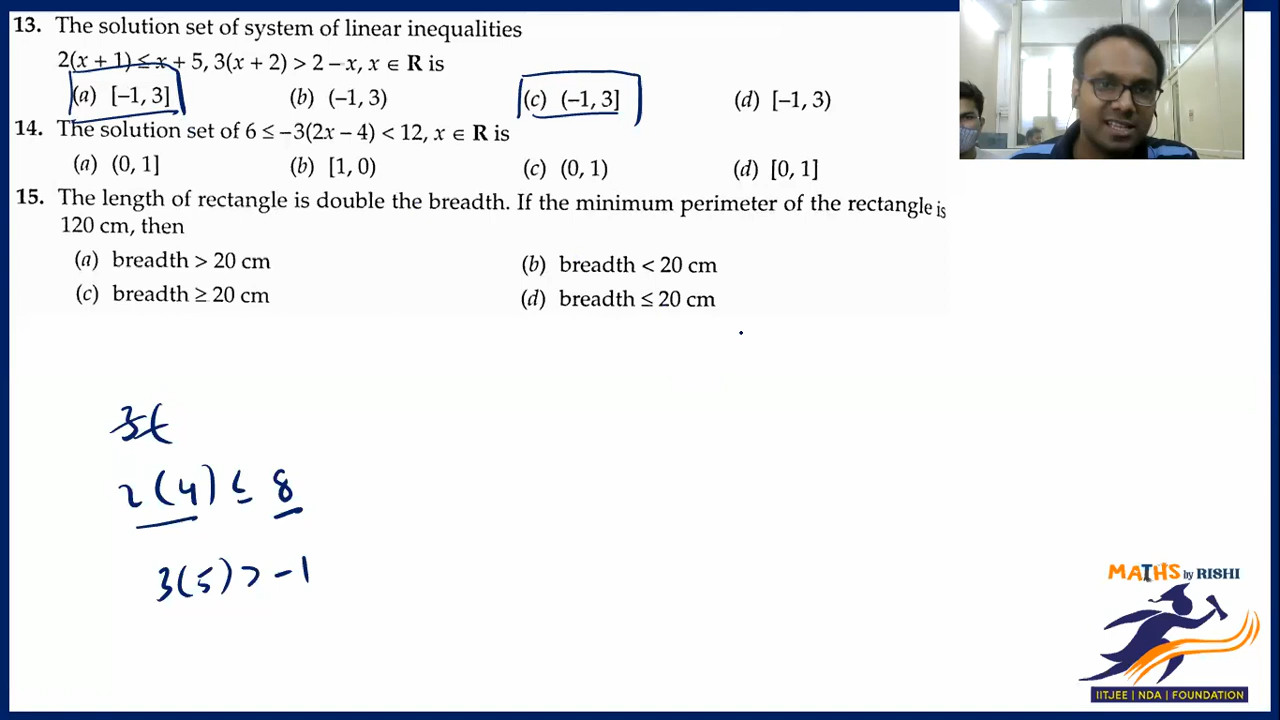 13. The solution set of system of linear inequalities
2(x + 1) ≤ x + 5, 3(x + 2) > 2 – x, x ∈ R is
(a) [–1, 3] (b) (–1, 3) (c) (–1, 3] (d) [–1, 3)
14. The solution set of 6 ≤ –3(2x – 4) < 12, x ∈ R is
(a) (0, 1] (b) [1, 0) (c) (0, 1) (d) [0, 1]
15. The length of rectangle is double the breadth. If the minimum perimeter of the rectangle is
120 cm, then
(a) breadth > 20 cm (b) breadth < 20 cm
(c) breadth ≥ 20 cm (d) breadth ≤ 20 cm
2(4) ≤ 8
3(5) > -1
MATHS by RISHI
IITJEE | NDA | FOUNDATION